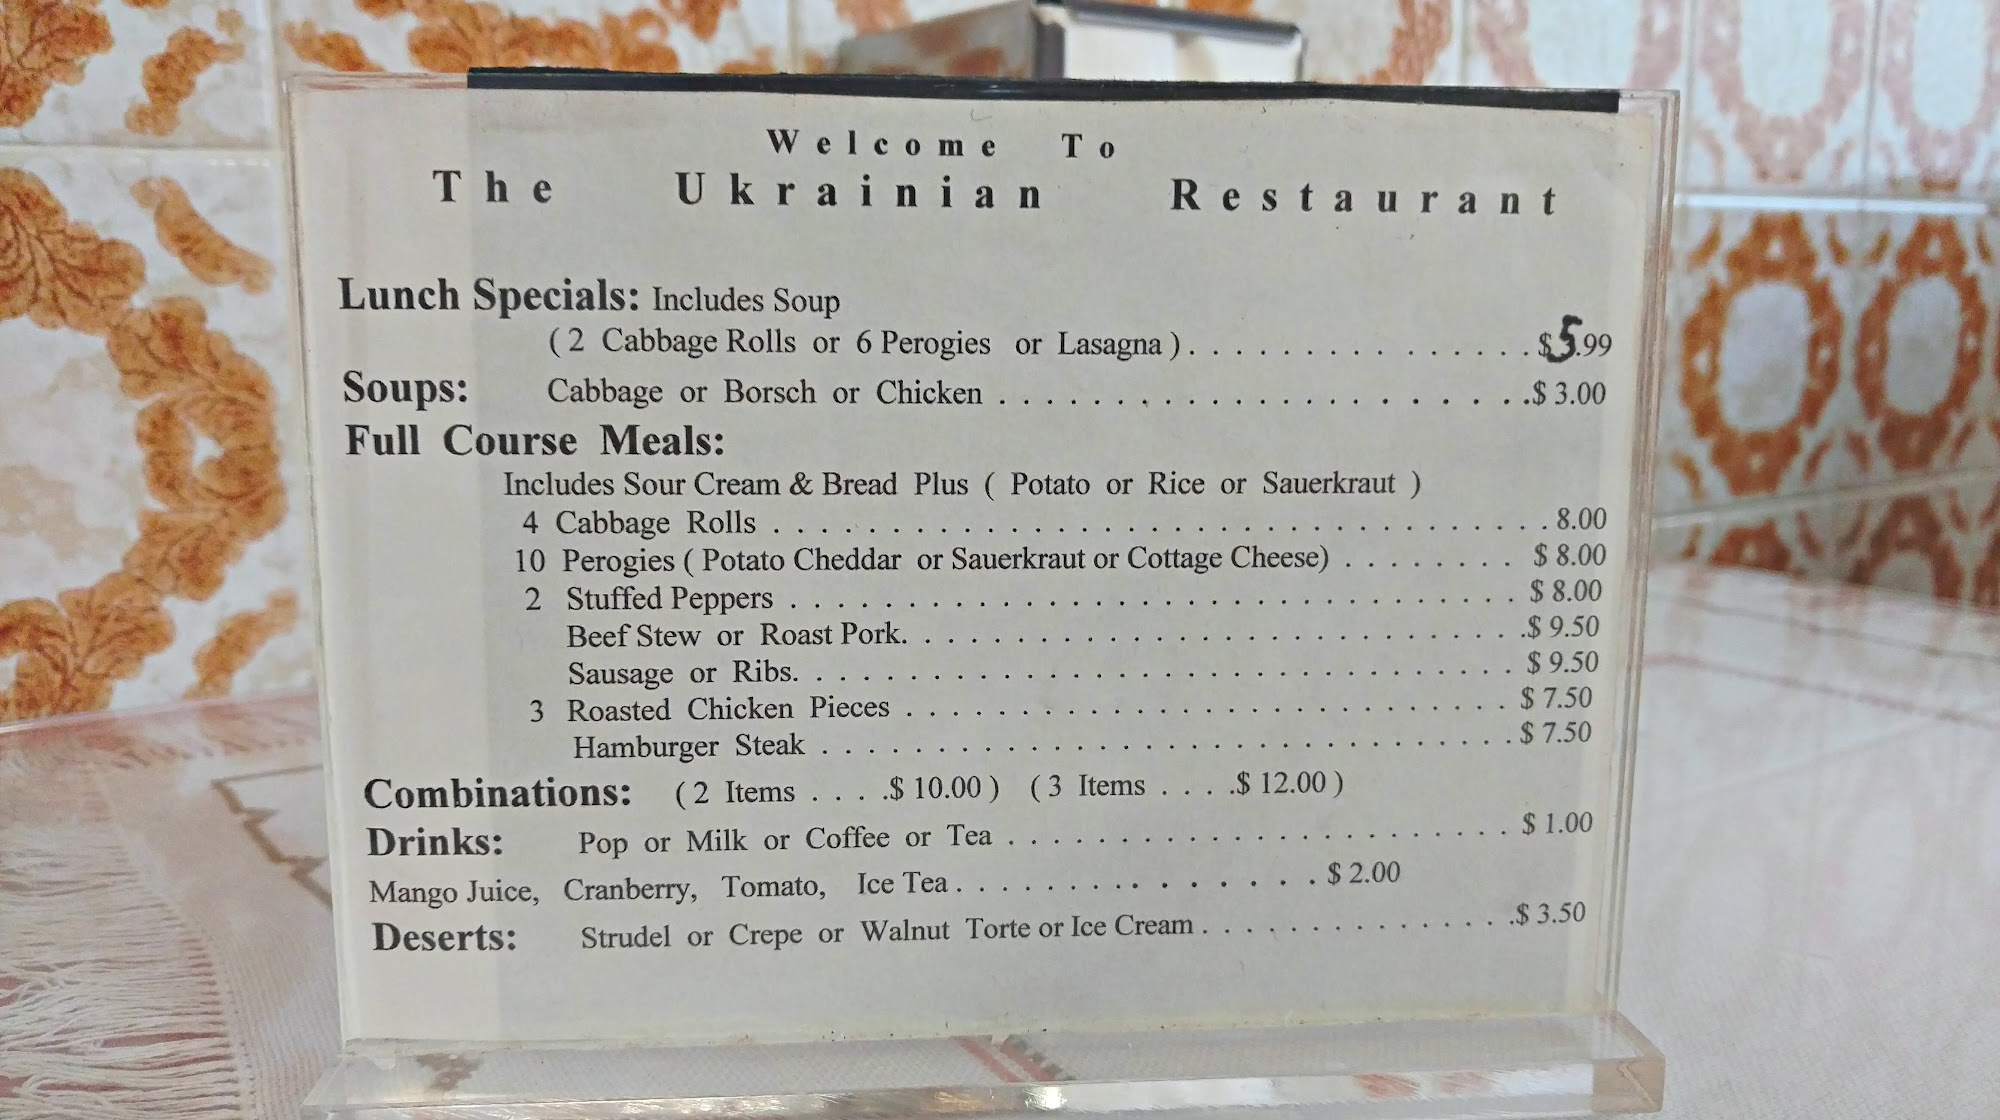 Welcome To
The Ukrainian Restaurant
Lunch Specials: Includes Soup
( 2 Cabbage Rolls or 6 Perogies or Lasagna ) . . . . . . . . . . . . . . . $5.99
Soups: Cabbage or Borsch or Chicken . . . . . . . . . . . . . . . . . . . . . . .$ 3.00
Full Course Meals:
Includes Sour Cream & Bread Plus ( Potato or Rice or Sauerkraut )
4 Cabbage Rolls . . . . . . . . . . . . . . . . . . . . . . . . . . . . . . . . . 8.00
10 Perogies ( Potato Cheddar or Sauerkraut or Cottage Cheese) . . . . . . . . $ 8.00
2 Stuffed Peppers . . . . . . . . . . . . . . . . . . . . . . . . . . . . . . . $ 8.00
Beef Stew or Roast Pork. . . . . . . . . . . . . . . . . . . . . . . . . . .$ 9.50
Sausage or Ribs. . . . . . . . . . . . . . . . . . . . . . . . . . . . . . . $ 9.50
3 Roasted Chicken Pieces . . . . . . . . . . . . . . . . . . . . . . . . . . $ 7.50
Hamburger Steak . . . . . . . . . . . . . . . . . . . . . . . . . . . . . .$ 7.50
Combinations: ( 2 Items . . . .$ 10.00 ) ( 3 Items . . . .$ 12.00 )
Drinks: Pop or Milk or Coffee or Tea . . . . . . . . . . . . . . . . . . . . . . $ 1.00
Mango Juice, Cranberry, Tomato, Ice Tea . . . . . . . . . . . . . . . . $ 2.00
Deserts: Strudel or Crepe or Walnut Torte or Ice Cream . . . . . . . . . . . . . .$ 3.50